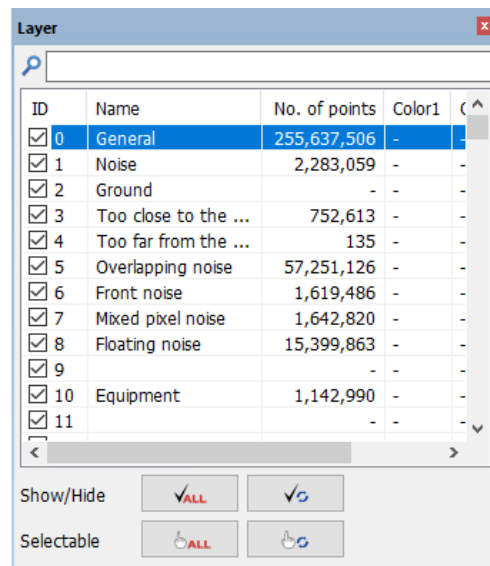 Layer
ID Name No. of points Color1 C
0 General 255,637,506 -
1 Noise 2,283,059 - -
2 Ground - - -
3 Too close to the ... 752,613 - -
4 Too far from the ... 135 - -
5 Overlapping noise 57,251,126 - -
6 Front noise 1,619,486 - -
7 Mixed pixel noise 1,642,820 - -
8 Floating noise 15,399,863 - -
9 - - -
10 Equipment 1,142,990 - -
11 - - -
Show/Hide ALL
Selectable ALL